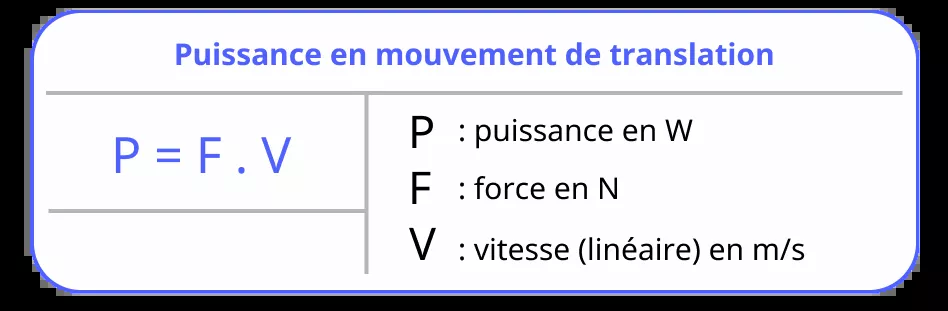 Puissance en mouvement de translation
P = F . V
P : puissance en W
F : force en N
V : vitesse (linéaire) en m/s